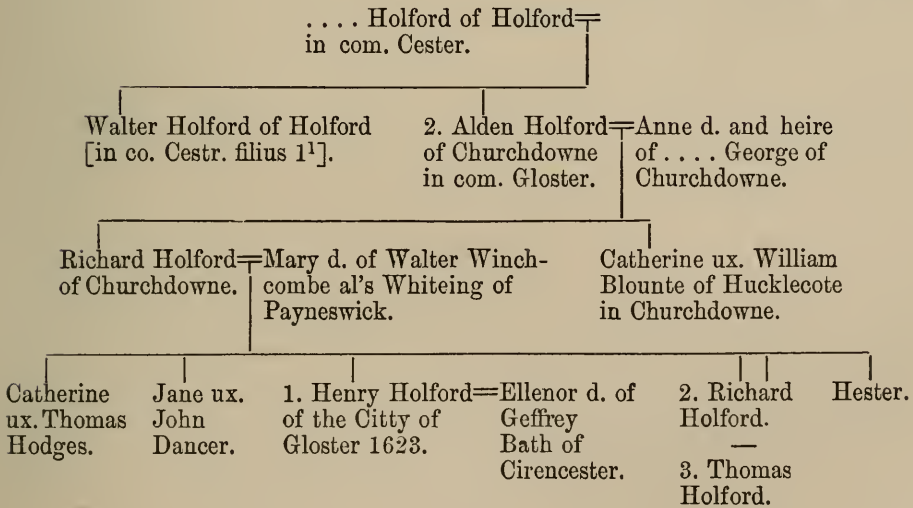 . . . . Holford of Holford=
in com. Cester.
Walter Holford of Holford
[in co. Cestr. filius 1¹].
2. Alden Holford=
of Churchdowne
in com. Gloster.
Anne d. and heire
of . . . . George of
Churchdowne.
Richard Holford=
of Churchdowne.
Mary d. of Walter Winch-
combe al's Whiteing of
Payneswick.
Catherine ux. William
Blounte of Hucklecote
in Churchdowne.
Catherine
ux. Thomas
Hodges.
Jane ux.
John
Dancer.
1. Henry Holford=
of the Citty of
Gloster 1623.
Ellenor d. of
Geffrey
Bath of
Cirencester.
2. Richard
Holford.
—
3. Thomas
Holford.
Hester.